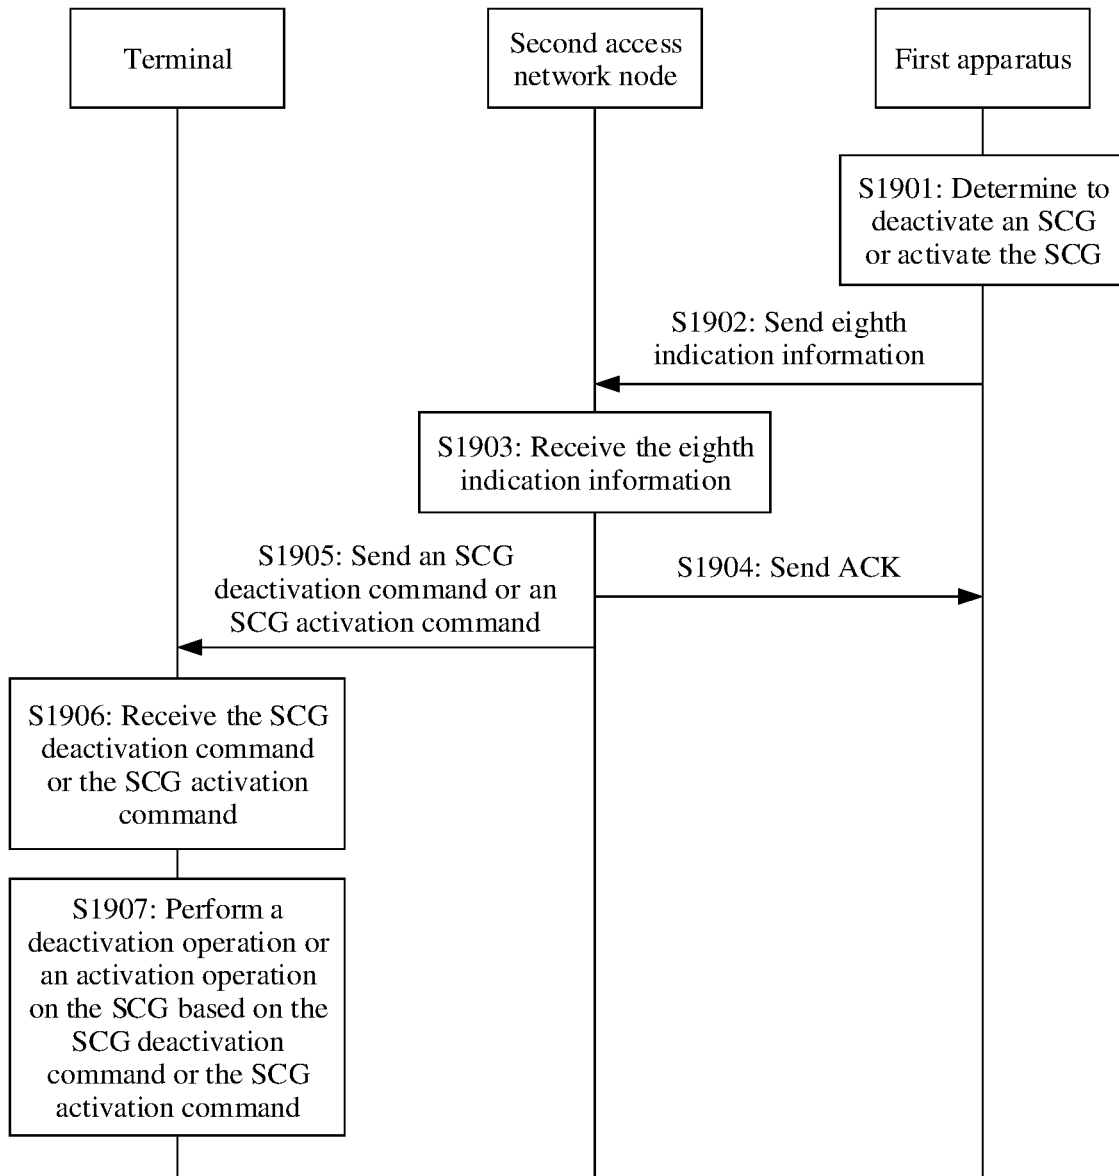 Terminal
Second access
network node
First apparatus
S1901: Determine to
deactivate an SCG
or activate the SCG
S1902: Send eighth
indication information
S1903: Receive the eighth
indication information
S1905: Send an SCG
deactivation command or an
SCG activation command
S1904: Send ACK
S1906: Receive the SCG
deactivation command
or the SCG activation
command
S1907: Perform a
deactivation operation or
an activation operation
on the SCG based on the
SCG deactivation
command or the SCG
activation command